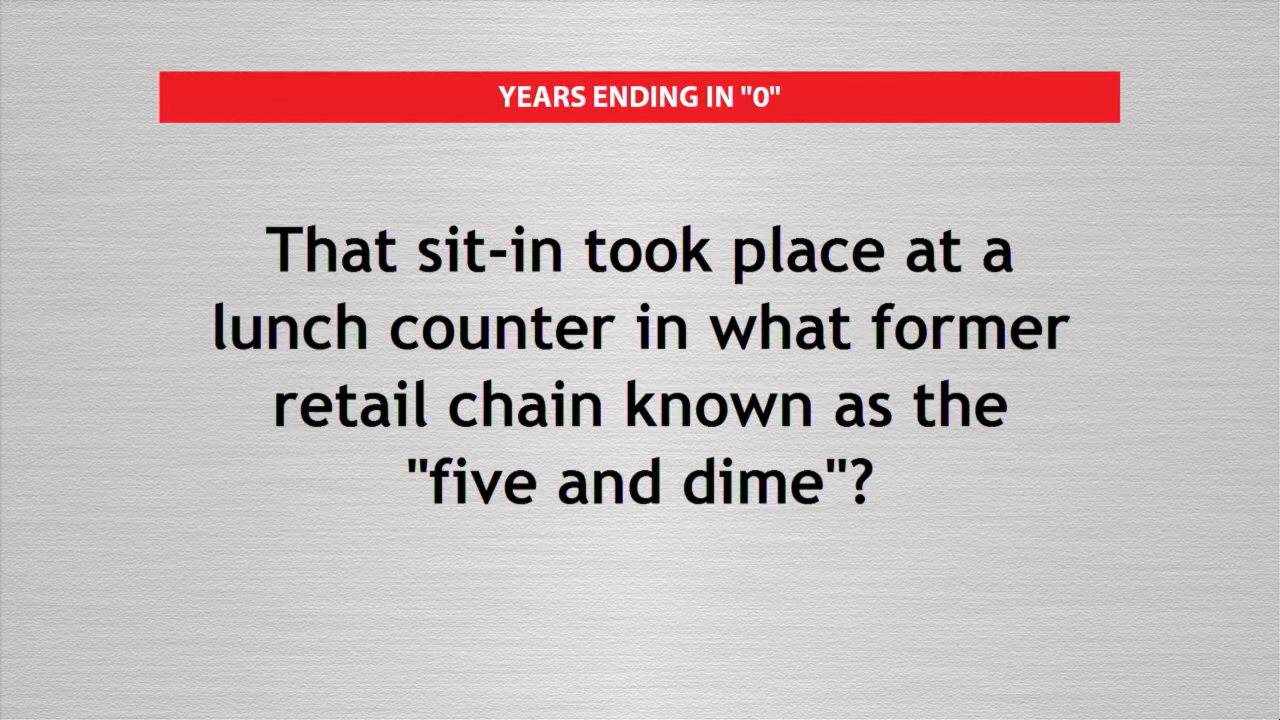 YEARS ENDING IN "0"
That sit-in took place at a
lunch counter in what former
retail chain known as the
"five and dime"?